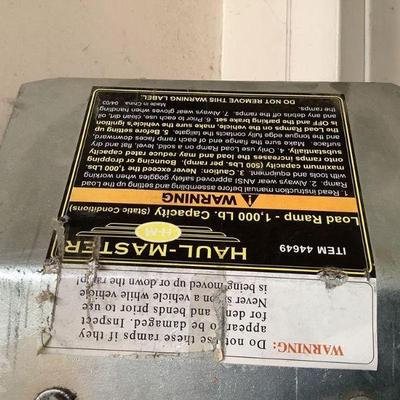 WARNING: Do not use these ramps if they
appear to be damaged. Inspect
for dents and bends prior to use
Never on a vehicle while
is being moved up or down the ramp!
HAUL-MASTER
H-M
ITEM 44649
Load Ramp - 1,000 Lb. Capacity (Static Conditions)
WARNING
1. Read instruction manual before assembling and setting up the Load
Ramp. 2. Always wear ANSI approved safety goggles when working
with tools and equipment. 3. Caution: Never exceed the 1,000 Lbs.
maximum capacity (500 Lbs. per ramp). Bouncing or dropping
onto ramps increases the load and may reduce rated capacity
substantially. 4. Only use Load Ramp on a solid, level, flat and dry
surface. Make sure the flange end of each ramp faces downward,
and the tongue edge fully contacts the tailgate. 5. Before setting up
the Load Ramps on the vehicle, make sure the vehicle's ignition's
OFF and the parking brake set. 6. Prior to each use, clean dirt, oil,
and any debris off the ramps. 7. Always wear gloves when handling
the ramps. Made in China. 04/03
DO NOT REMOVE THIS WARNING LABEL